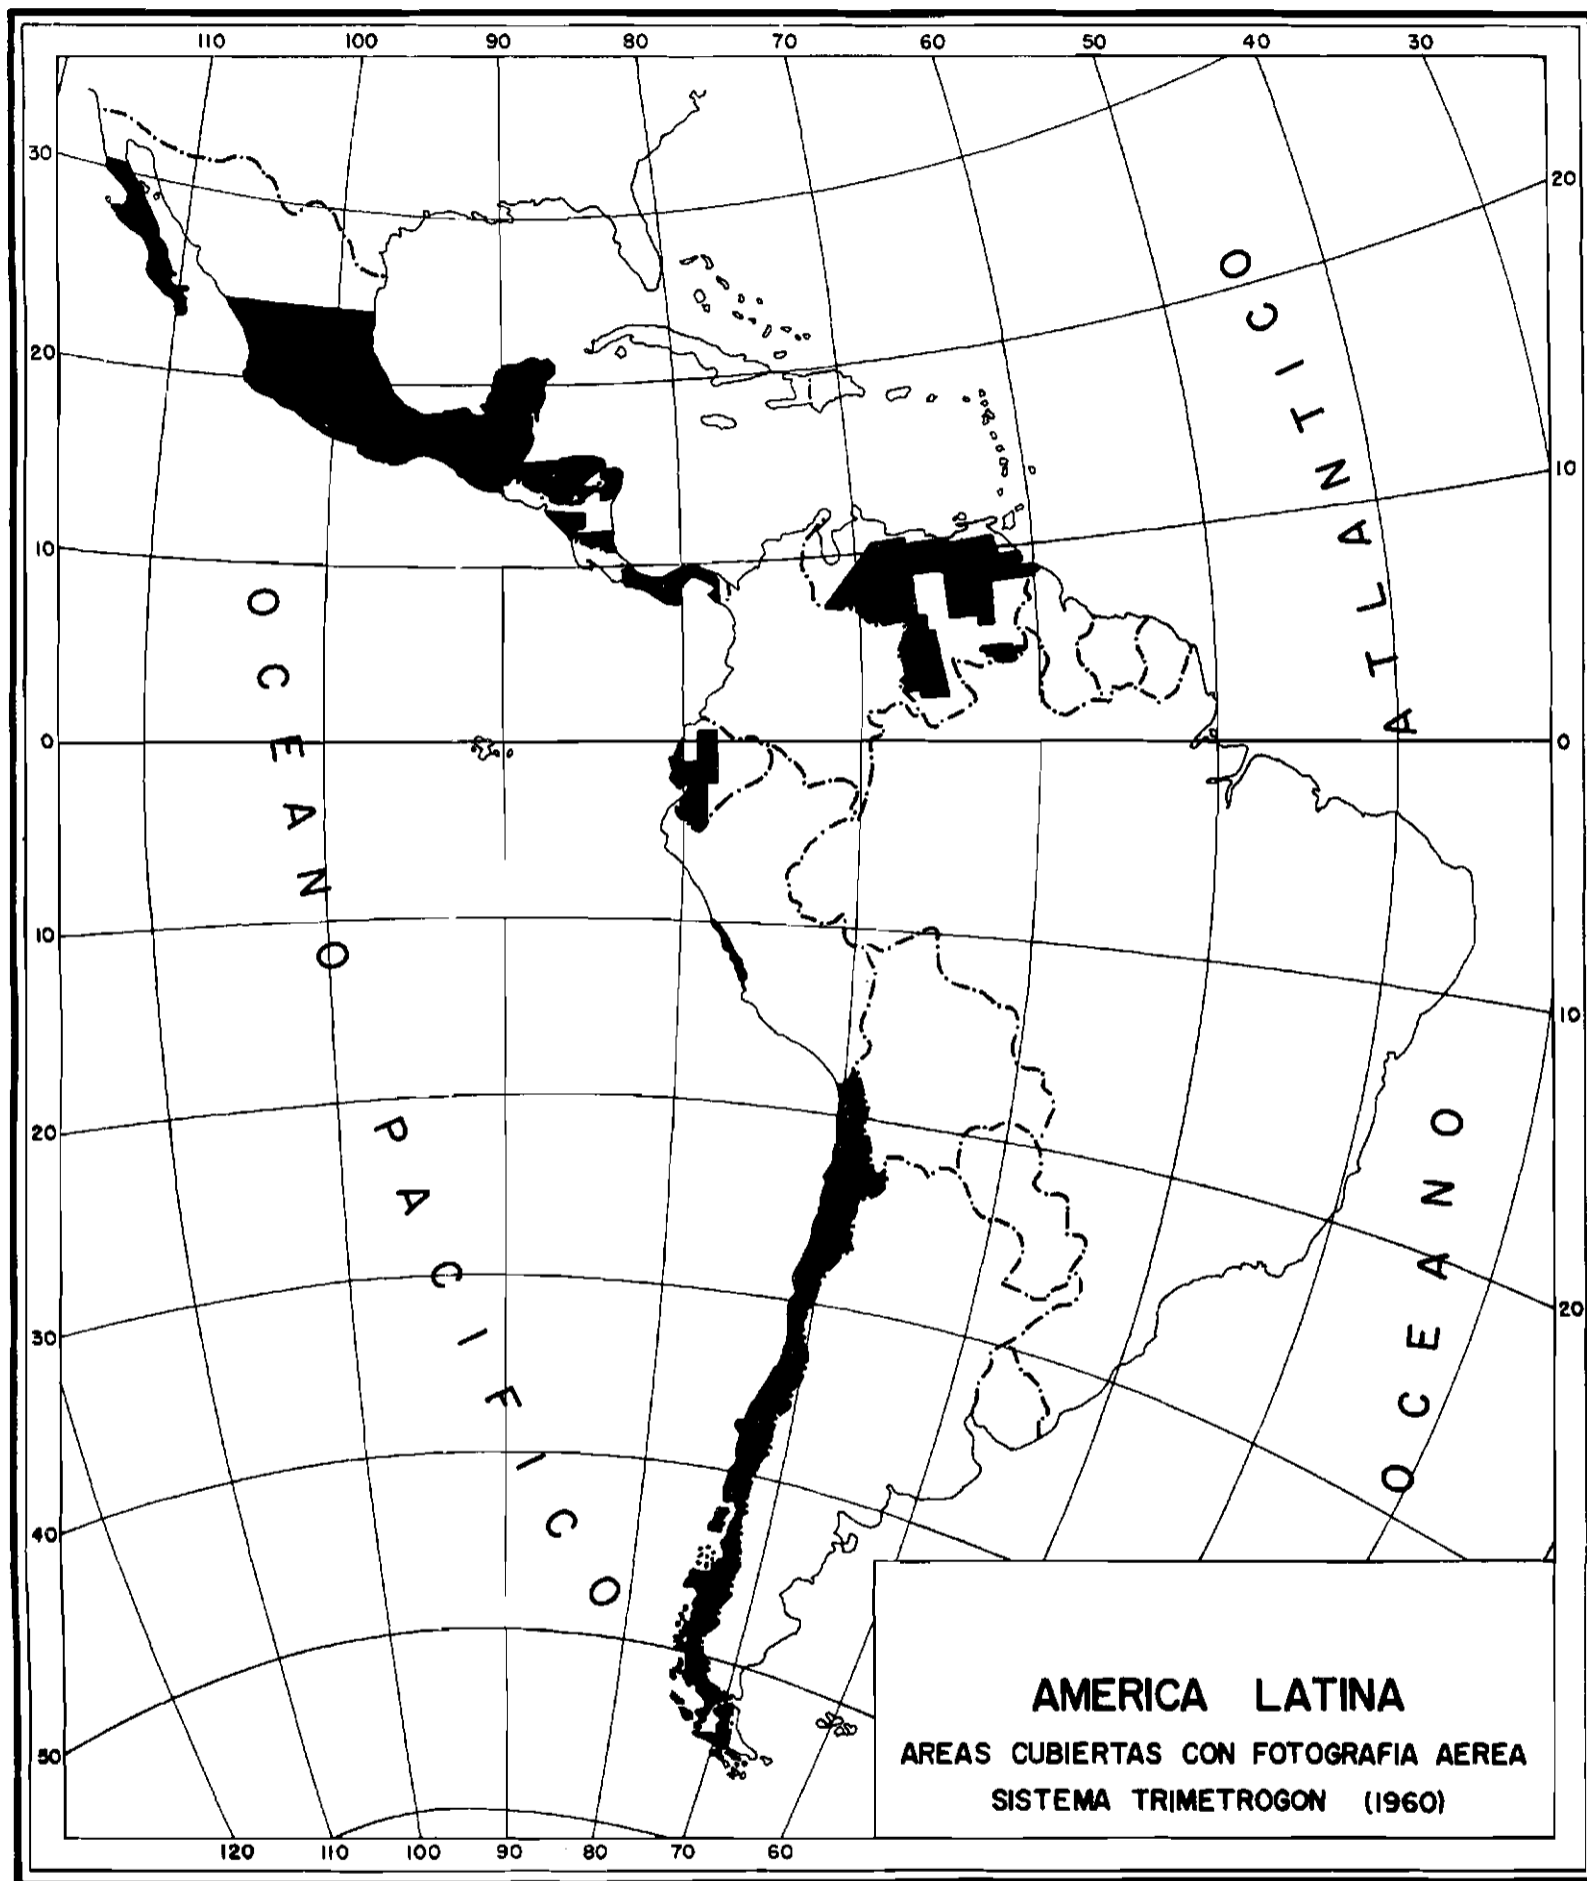 110 100 90 80 70 60 50 40 30
30
20
20
10
10
0
0
10
10
20
20
30
40
50
OCEANO PACIFICO
OCEANO ATLANTICO
AMERICA LATINA
AREAS CUBIERTAS CON FOTOGRAFIA AEREA
SISTEMA TRIMETROGON (1960)
120 110 100 90 80 70 60